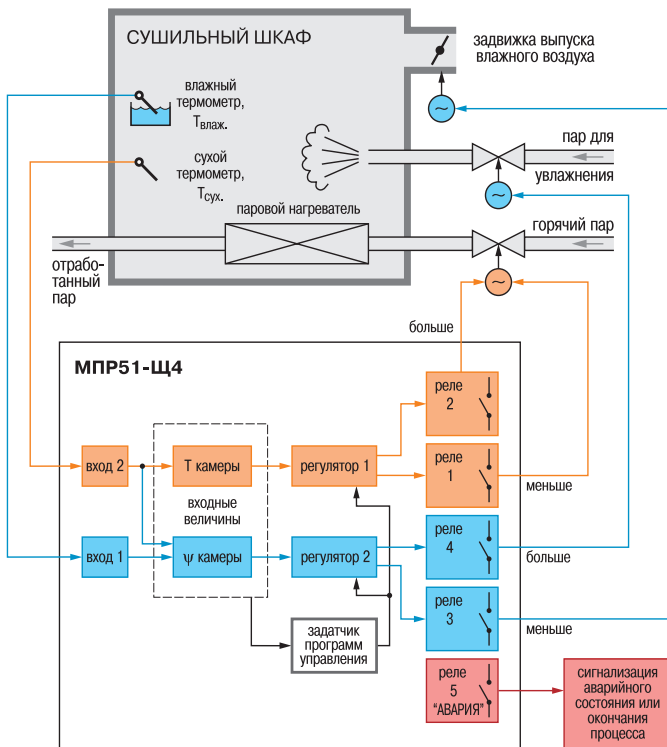 СУШИЛЬНЫЙ ШКАФ
задвижка выпуска
влажного воздуха
влажный
термометр,
Tвлаж.
~
пар для
увлажнения
сухой
термометр,
Tсух.
~
паровой нагреватель
горячий пар
отрабо-
танный
пар
~
больше
МПР51-Щ4
реле
2
вход 2
T камеры
регулятор 1
реле
1
меньше
входные
величины
вход 1
ψ камеры
регулятор 2
реле
4
больше
реле
3
меньше
задатчик
программ
управления
реле
5
"АВАРИЯ"
сигнализация
аварийного
состояния или
окончания
процесса